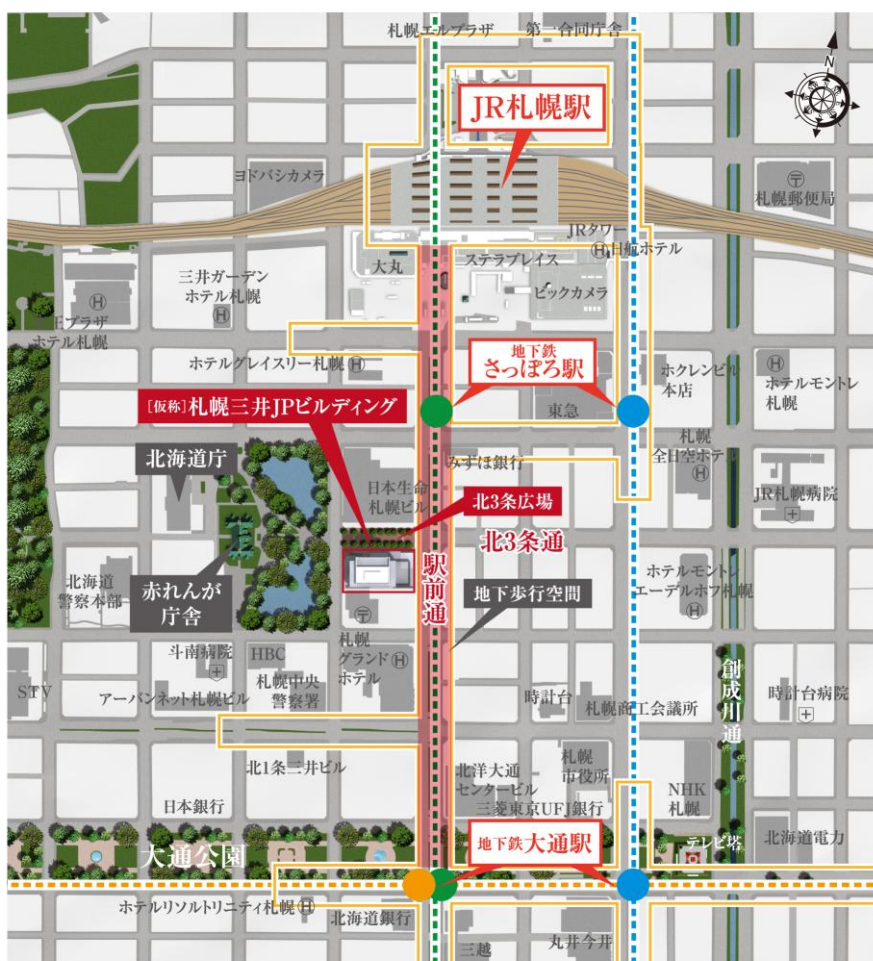 札幌エルプラザ
第一合同庁舎
N
JR札幌駅
ヨドバシカメラ
札幌郵便局
JRタワー
日航ホテル
大丸
ステラプレイス
三井ガーデン
ホテル札幌
ビックカメラ
Eプラザ
ホテル札幌
ホテルグレイスリー札幌
地下鉄
さっぽろ駅
ホクレンビル
本店
ホテルモントレ
札幌
東急
[仮称]札幌三井JPビルディング
札幌
全日空ホテル
北海道庁
みずほ銀行
日本生命
札幌ビル
JR札幌病院
北3条広場
北3条通
駅前通
北海道
警察本部
赤れんが
庁舎
地下歩行空間
ホテルモントレ
エーデルホフ札幌
札幌
グランド
ホテル
斗南病院
HBC
STV
アーバンネット札幌ビル
札幌中央
警察署
時計台
札幌商工会議所
創成川通
時計台病院
北1条三井ビル
北洋大通
センタービル
札幌
市役所
日本銀行
三菱東京UFJ銀行
NHK
札幌
大通公園
地下鉄大通駅
テレビ塔
北海道電力
ホテルリソルトリニティ札幌
北海道銀行
三越
丸井今井